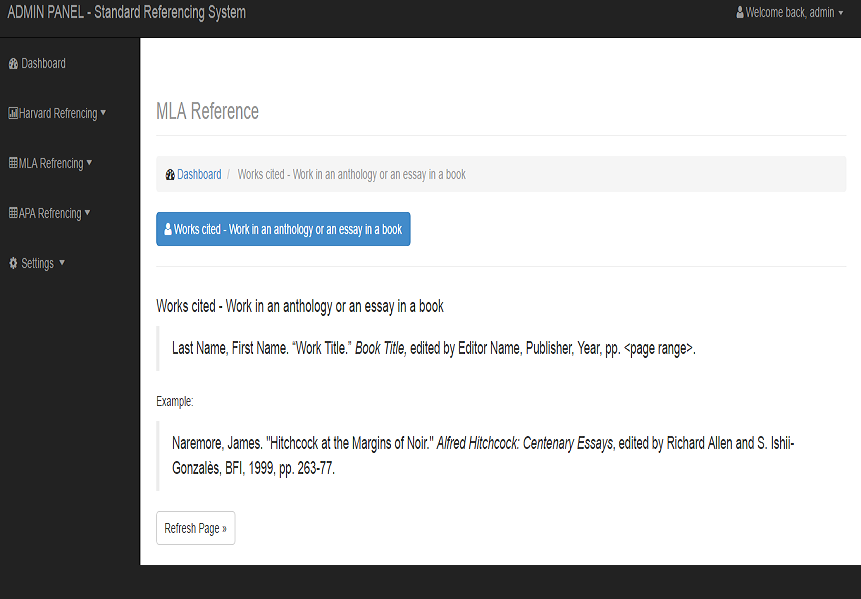 ADMIN PANEL - Standard Referencing System
Welcome back, admin
Dashboard
Harvard Refrencing
MLA Refrencing
APA Refrencing
Settings
MLA Reference
Dashboard / Works cited - Work in an anthology or an essay in a book
Works cited - Work in an anthology or an essay in a book
Works cited - Work in an anthology or an essay in a book
Last Name, First Name. “Work Title.” Book Title, edited by Editor Name, Publisher, Year, pp. <page range>.
Example:
Naremore, James. "Hitchcock at the Margins of Noir." Alfred Hitchcock: Centenary Essays, edited by Richard Allen and S. Ishii-
Gonzalès, BFI, 1999, pp. 263-77.
Refresh Page »